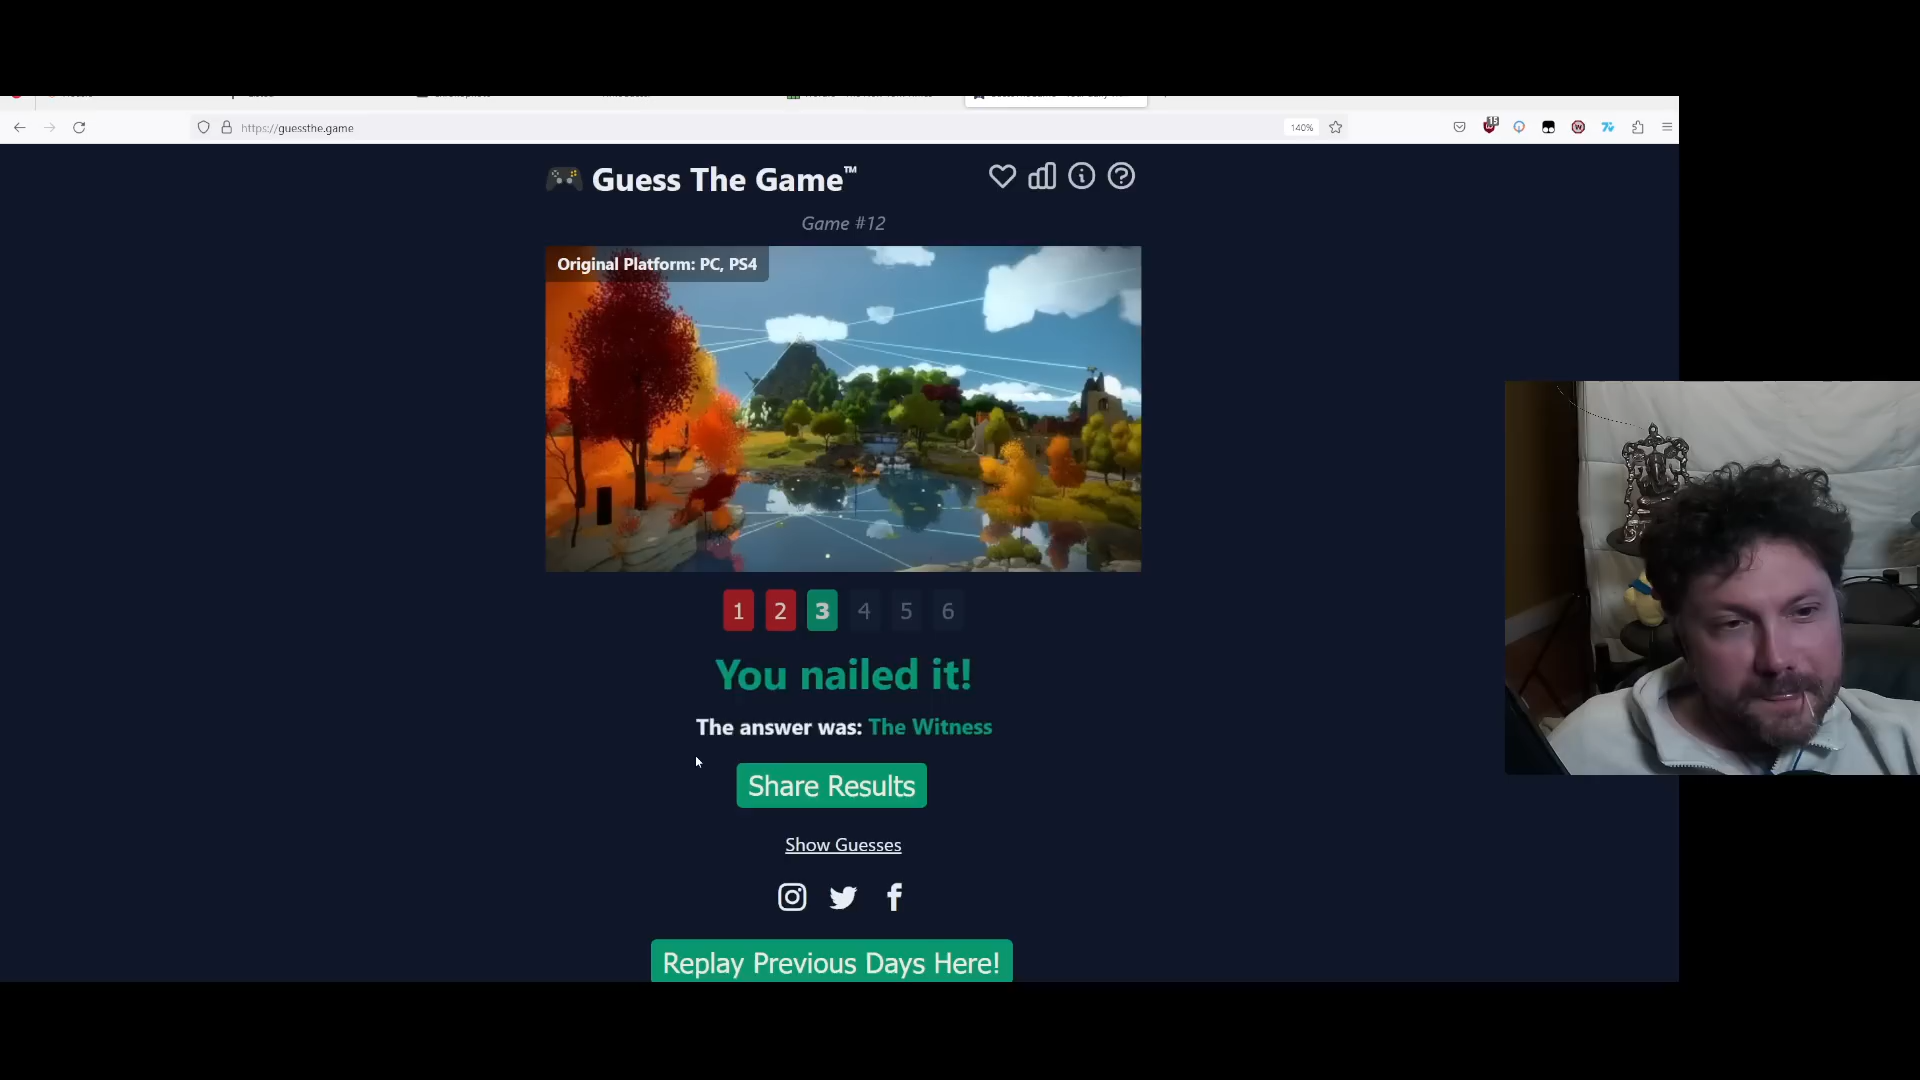 https://guessthe.game
140%
15
Guess The Game™
Game #12
Original Platform: PC, PS4
1 2 3 4 5 6
You nailed it!
The answer was: The Witness
Share Results
Show Guesses
Replay Previous Days Here!